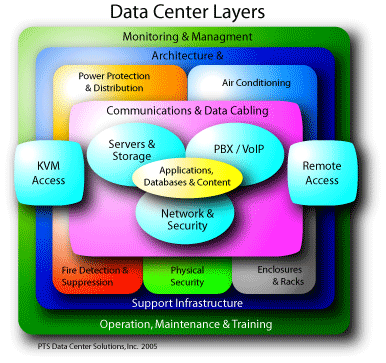 Data Center Layers
Monitoring & Managment
Architecture &
Power Protection
& Distribution
Air Conditioning
Communications & Data Cabling
Servers &
Storage
PBX / VoIP
KVM
Access
Applications,
Databases & Content
Remote
Access
Network &
Security
Fire Detection &
Suppression
Physical
Security
Enclosures
& Racks
Support Infrastructure
Operation, Maintenance & Training
PTS Data Center Solutions, Inc. 2005